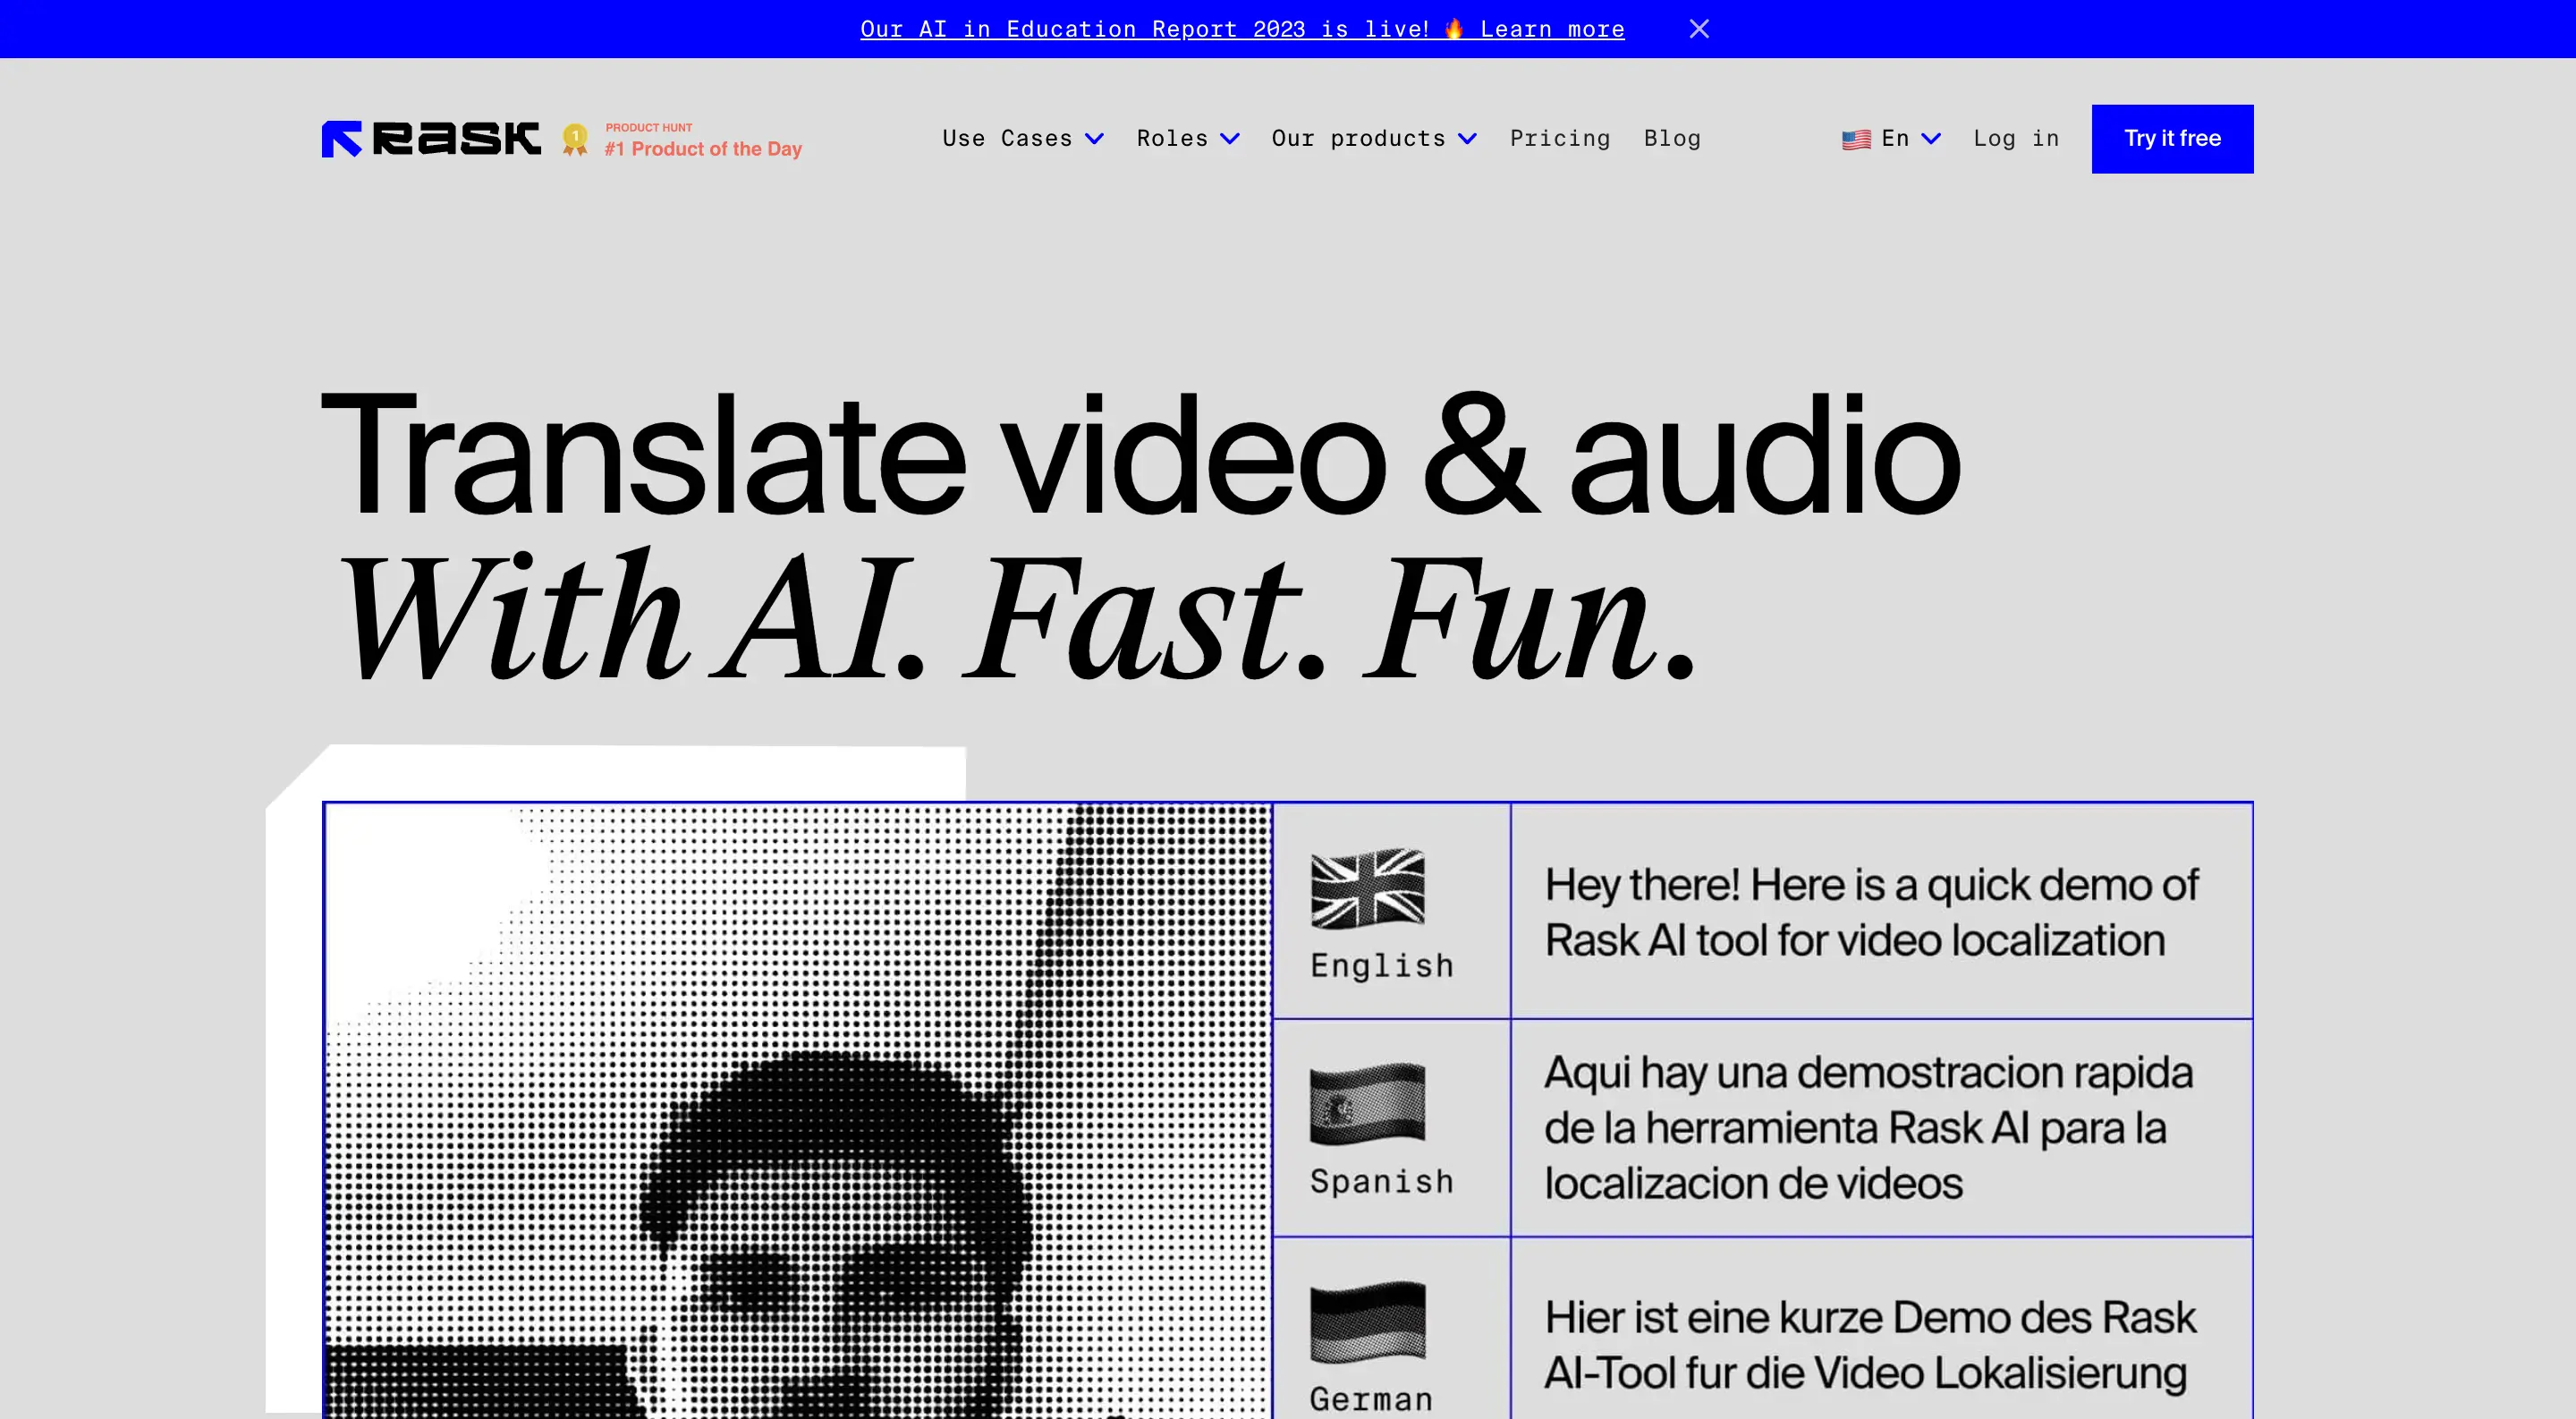 Our AI in Education Report 2023 is live! 🔥 Learn more
Rask
1
PRODUCT HUNT
#1 Product of the Day
Use Cases
Roles
Our products
Pricing
Blog
En
Log in
Try it free
Translate video & audio
With AI. Fast. Fun.
English
Hey there! Here is a quick demo of
Rask AI tool for video localization
Spanish
Aqui hay una demostracion rapida
de la herramienta Rask AI para la
localizacion de videos
German
Hier ist eine kurze Demo des Rask
AI-Tool fur die Video Lokalisierung